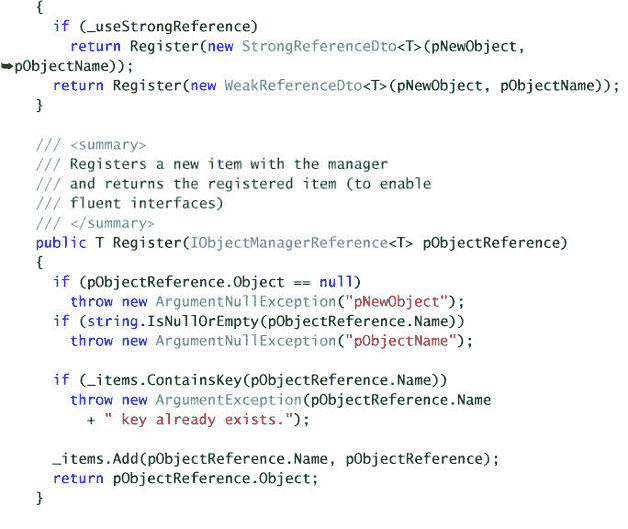 {
if (_useStrongReference)
return Register(new StrongReferenceDto<T>(pNewObject,
➥pObjectName));
return Register(new WeakReferenceDto<T>(pNewObject, pObjectName));
}
/// <summary>
/// Registers a new item with the manager
/// and returns the registered item (to enable
/// fluent interfaces)
/// </summary>
public T Register(IObjectManagerReference<T> pObjectReference)
{
if (pObjectReference.Object == null)
throw new ArgumentNullException("pNewObject");
if (string.IsNullOrEmpty(pObjectReference.Name))
throw new ArgumentNullException("pObjectName");
if (_items.ContainsKey(pObjectReference.Name))
throw new ArgumentException(pObjectReference.Name
+ " key already exists.");
_items.Add(pObjectReference.Name, pObjectReference);
return pObjectReference.Object;
}